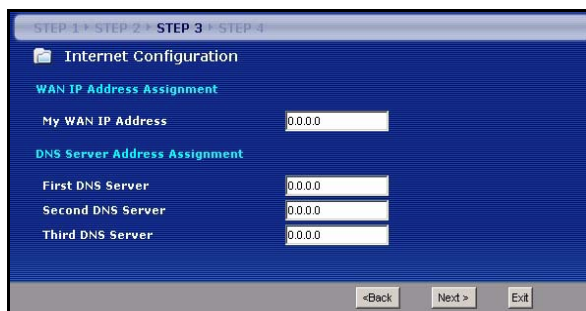 STEP 1 ▸ STEP 2 ▸ STEP 3 ▸ STEP 4
Internet Configuration
WAN IP Address Assignment
My WAN IP Address 0.0.0.0
DNS Server Address Assignment
First DNS Server 0.0.0.0
Second DNS Server 0.0.0.0
Third DNS Server 0.0.0.0
<Back Next > Exit